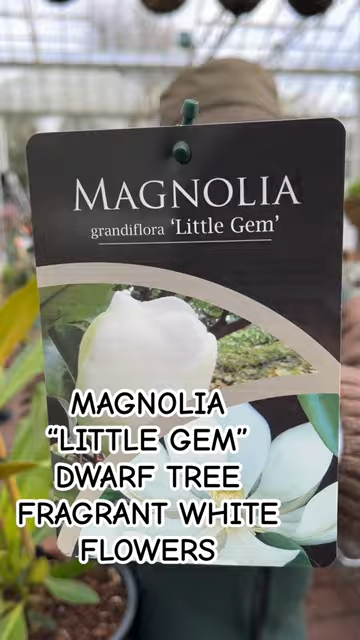 MAGNOLIA
grandiflora 'Little Gem'
MAGNOLIA
"LITTLE GEM"
DWARF TREE
FRAGRANT WHITE
FLOWERS